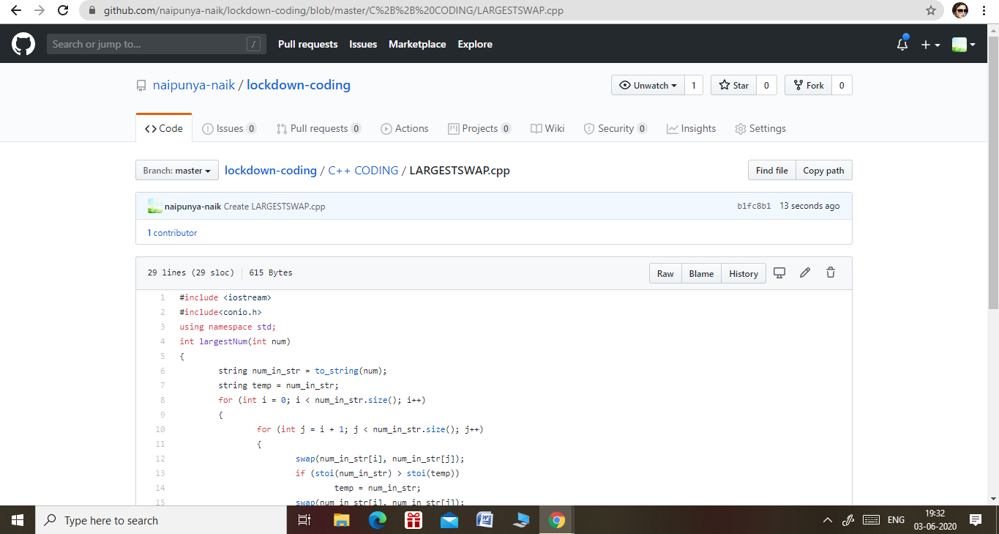 github.com/naipunya-naik/lockdown-coding/blob/master/C%2B%2B%20CODING/LARGESTSWAP.cpp
Search or jump to... / Pull requests Issues Marketplace Explore
naipunya-naik / lockdown-coding Unwatch 1 Star 0 Fork 0
Code Issues 0 Pull requests 0 Actions Projects 0 Wiki Security 0 Insights Settings
Branch: master lockdown-coding / C++ CODING / LARGESTSWAP.cpp Find file Copy path
naipunya-naik Create LARGESTSWAP.cpp b1fc8b1 13 seconds ago
1 contributor
29 lines (29 sloc) 615 Bytes Raw Blame History
1 #include <iostream>
2 #include<conio.h>
3 using namespace std;
4 int largestNum(int num)
5 {
6 string num_in_str = to_string(num);
7 string temp = num_in_str;
8 for (int i = 0; i < num_in_str.size(); i++)
9 {
10 for (int j = i + 1; j < num_in_str.size(); j++)
11 {
12 swap(num_in_str[i], num_in_str[j]);
13 if (stoi(num_in_str) > stoi(temp))
14 temp = num_in_str;
15 swap(num_in_str[i], num_in_str[j]);
Type here to search ENG 19:32
03-06-2020